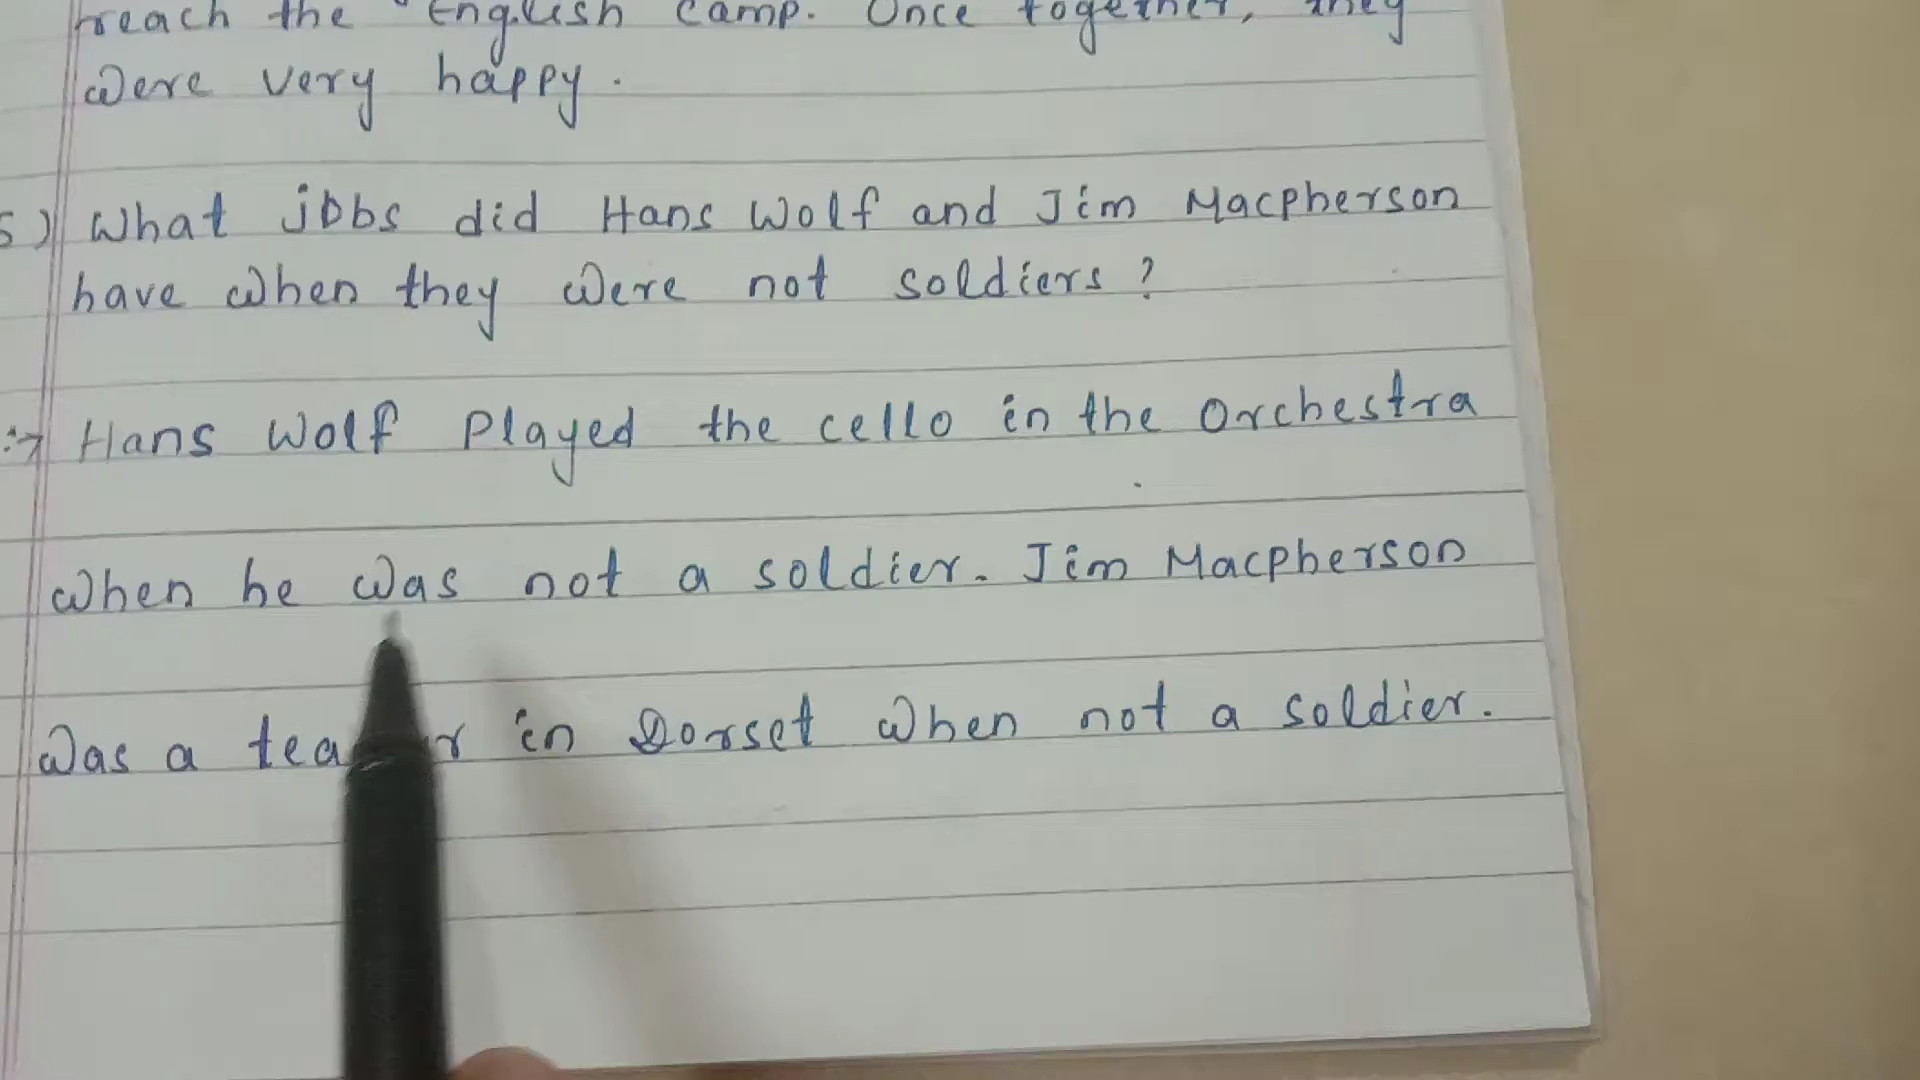 reach the English camp. Once together, they
were very happy.
5) What jobs did Hans Wolf and Jim Macpherson
have when they were not soldiers?
:→ Hans Wolf played the cello in the Orchestra
when he was not a soldier. Jim Macpherson
was a teacher in Dorset when not a soldier.